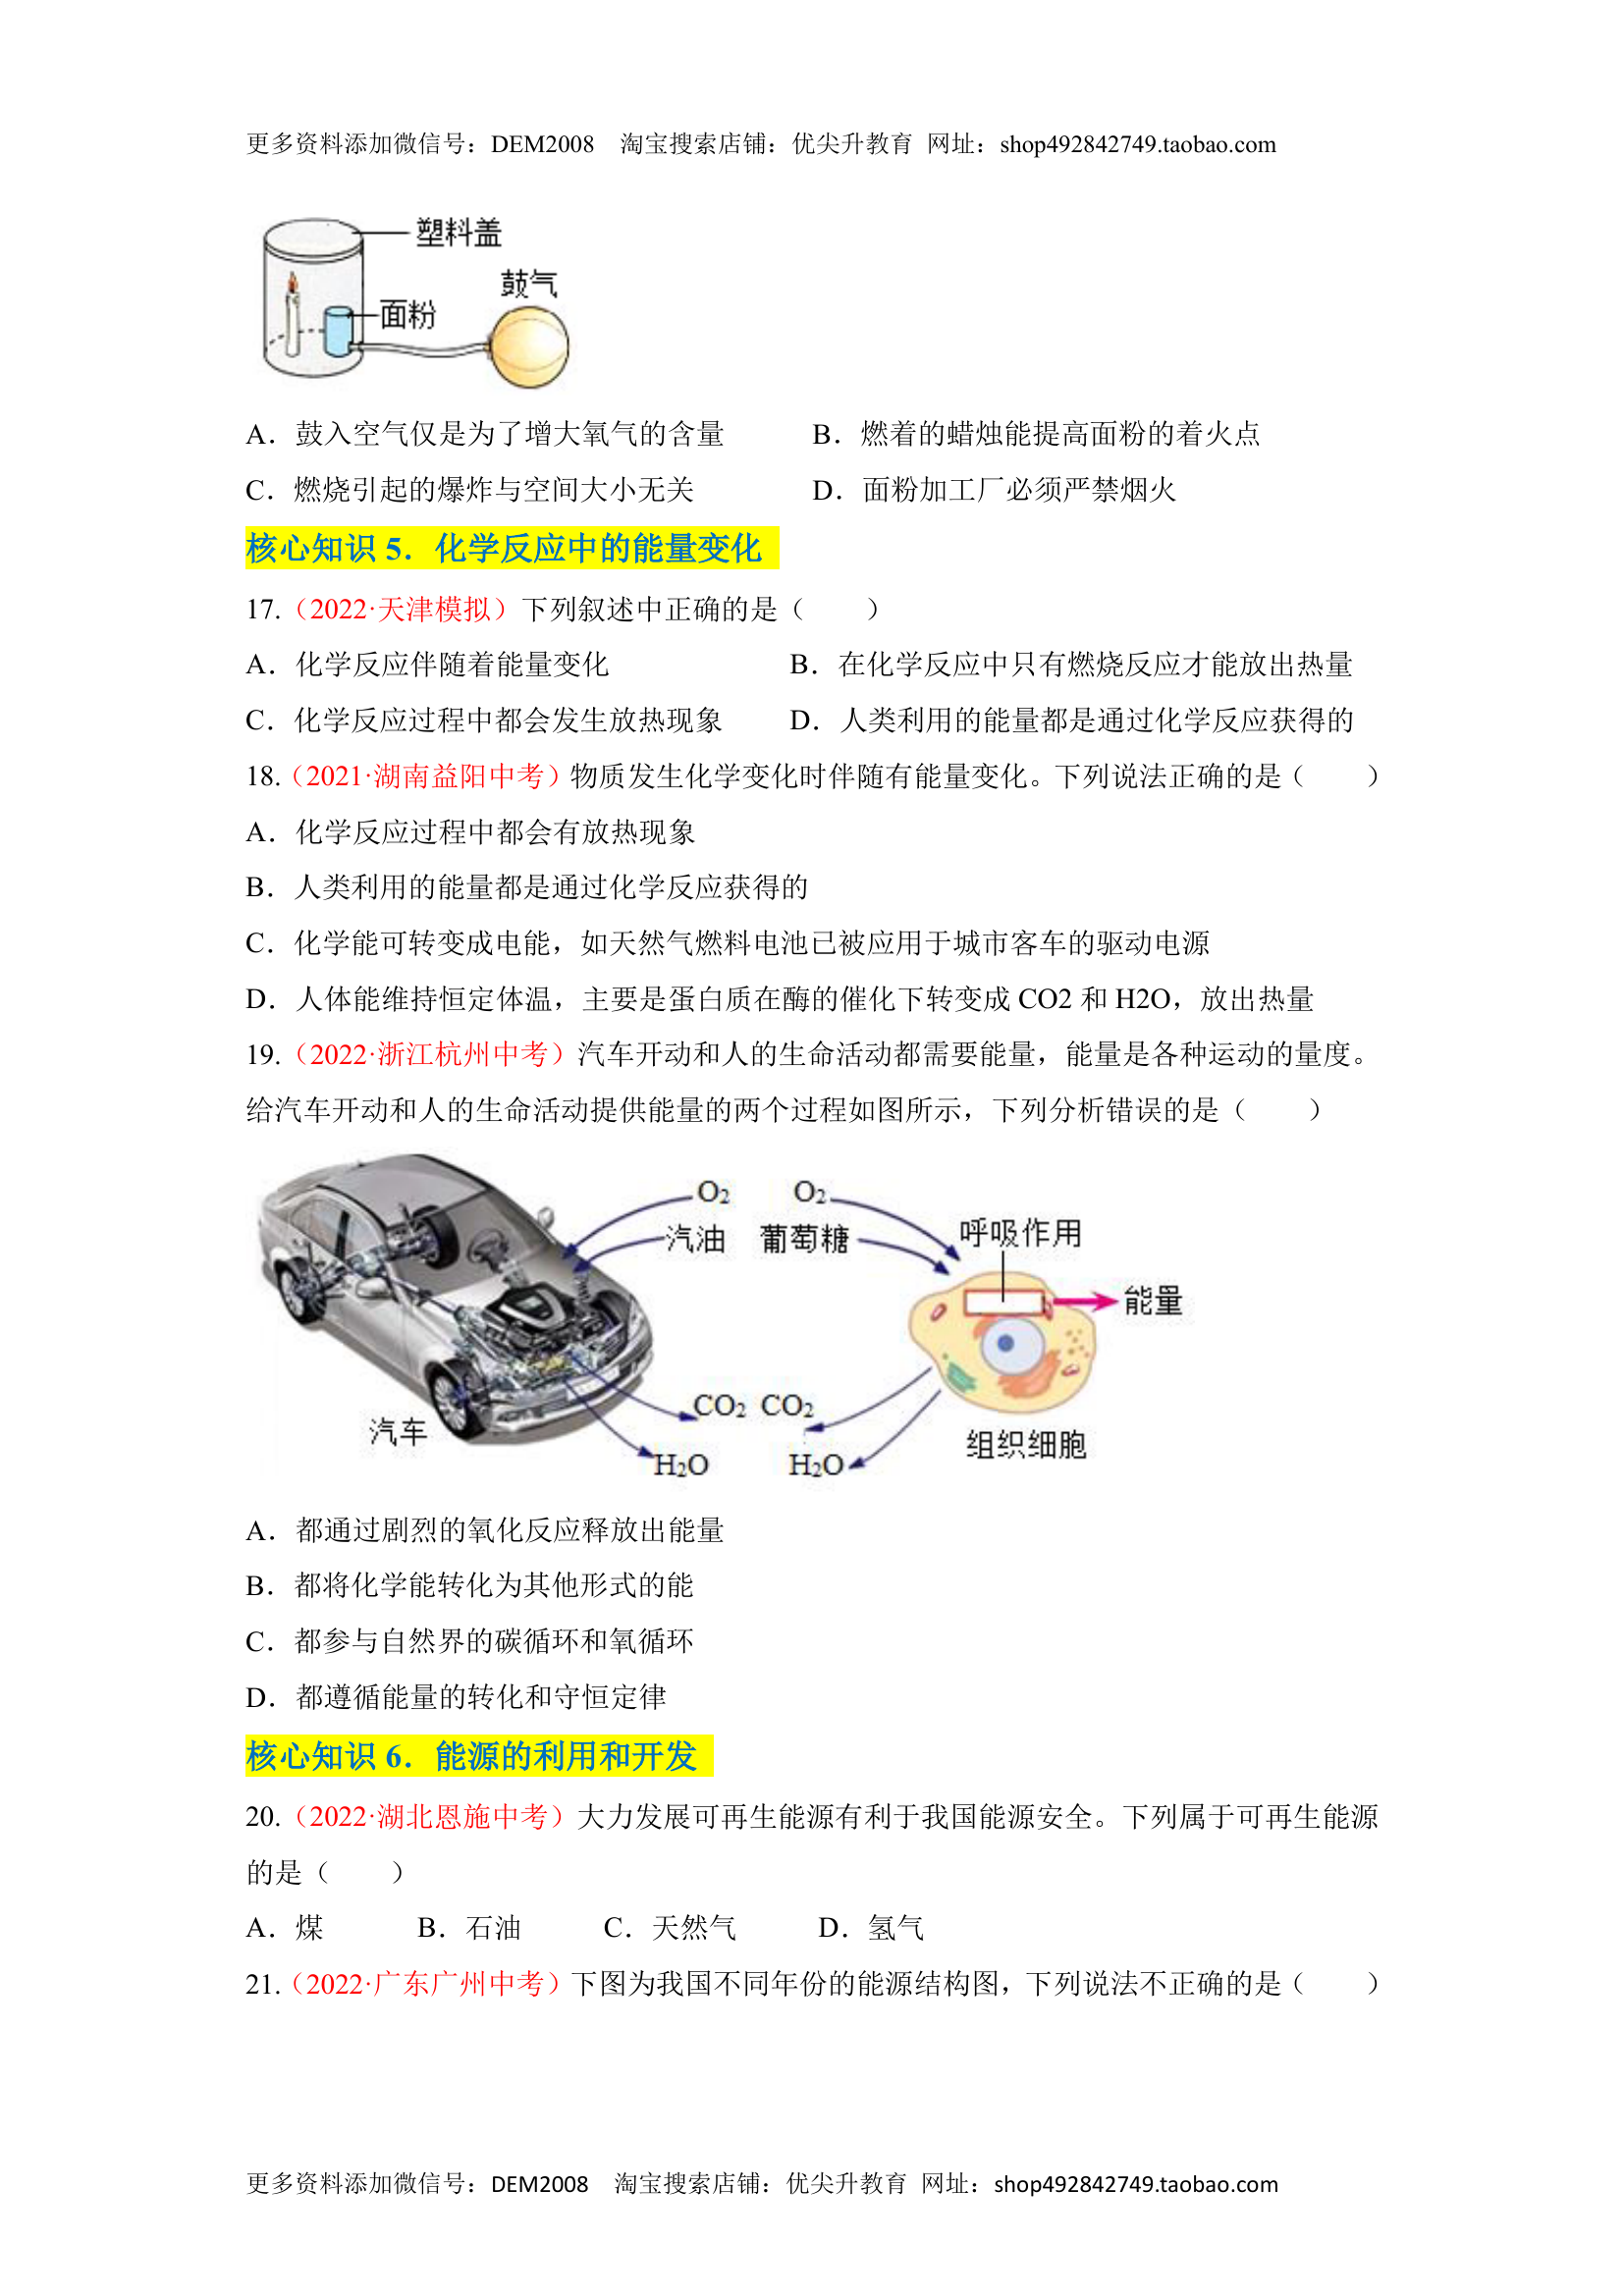 更多资料添加微信号：DEM2008 淘宝搜索店铺：优尖升教育 网址：shop492842749.taobao.com
塑料盖
鼓气
面粉
A．鼓入空气仅是为了增大氧气的含量 B．燃着的蜡烛能提高面粉的着火点
C．燃烧引起的爆炸与空间大小无关 D．面粉加工厂必须严禁烟火
核心知识 5．化学反应中的能量变化
17.（2022·天津模拟）下列叙述中正确的是（　　）
A．化学反应伴随着能量变化 B．在化学反应中只有燃烧反应才能放出热量
C．化学反应过程中都会发生放热现象 D．人类利用的能量都是通过化学反应获得的
18.（2021·湖南益阳中考）物质发生化学变化时伴随有能量变化。下列说法正确的是（　　）
A．化学反应过程中都会有放热现象
B．人类利用的能量都是通过化学反应获得的
C．化学能可转变成电能，如天然气燃料电池已被应用于城市客车的驱动电源
D．人体能维持恒定体温，主要是蛋白质在酶的催化下转变成 CO2 和 H2O，放出热量
19.（2022·浙江杭州中考）汽车开动和人的生命活动都需要能量，能量是各种运动的量度。
给汽车开动和人的生命活动提供能量的两个过程如图所示，下列分析错误的是（　　）
O₂ O₂
汽油 葡萄糖 呼吸作用
能量
CO₂ CO₂
汽车 组织细胞
H₂O H₂O
A．都通过剧烈的氧化反应释放出能量
B．都将化学能转化为其他形式的能
C．都参与自然界的碳循环和氧循环
D．都遵循能量的转化和守恒定律
核心知识 6．能源的利用和开发
20.（2022·湖北恩施中考）大力发展可再生能源有利于我国能源安全。下列属于可再生能源
的是（　　）
A．煤 B．石油 C．天然气 D．氢气
21.（2022·广东广州中考）下图为我国不同年份的能源结构图，下列说法不正确的是（　　）
更多资料添加微信号：DEM2008 淘宝搜索店铺：优尖升教育 网址：shop492842749.taobao.com